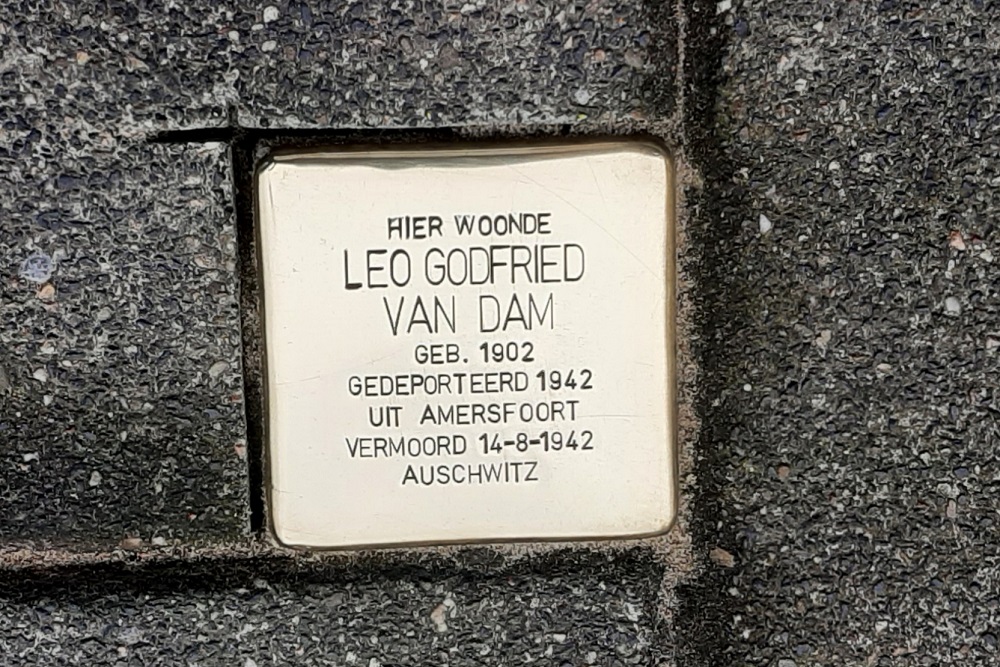 HIER WOONDE
LEO GODFRIED
VAN DAM
GEB. 1902
GEDEPORTEERD 1942
UIT AMERSFOORT
VERMOORD 14-8-1942
AUSCHWITZ